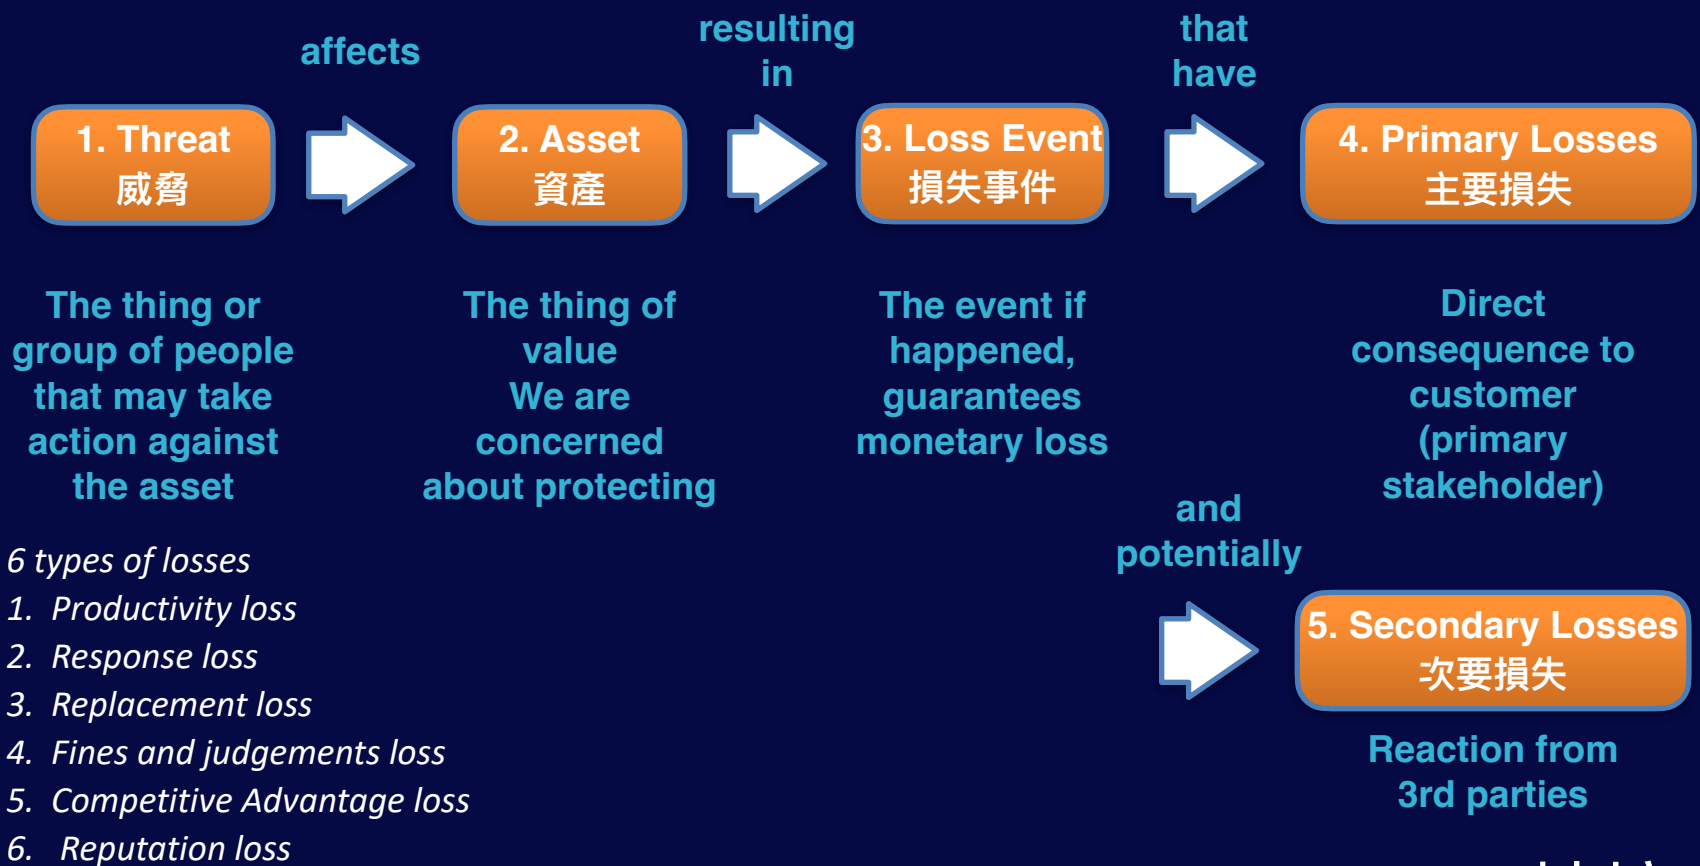 affects
resulting
in
that
have
1. Threat
威脅
2. Asset
資產
3. Loss Event
損失事件
4. Primary Losses
主要損失
The thing or
group of people
that may take
action against
the asset
The thing of
value
We are
concerned
about protecting
The event if
happened,
guarantees
monetary loss
Direct
consequence to
customer
(primary
stakeholder)
and
potentially
6 types of losses
1. Productivity loss
2. Response loss
3. Replacement loss
4. Fines and judgements loss
5. Competitive Advantage loss
6. Reputation loss
5. Secondary Losses
次要損失
Reaction from
3rd parties